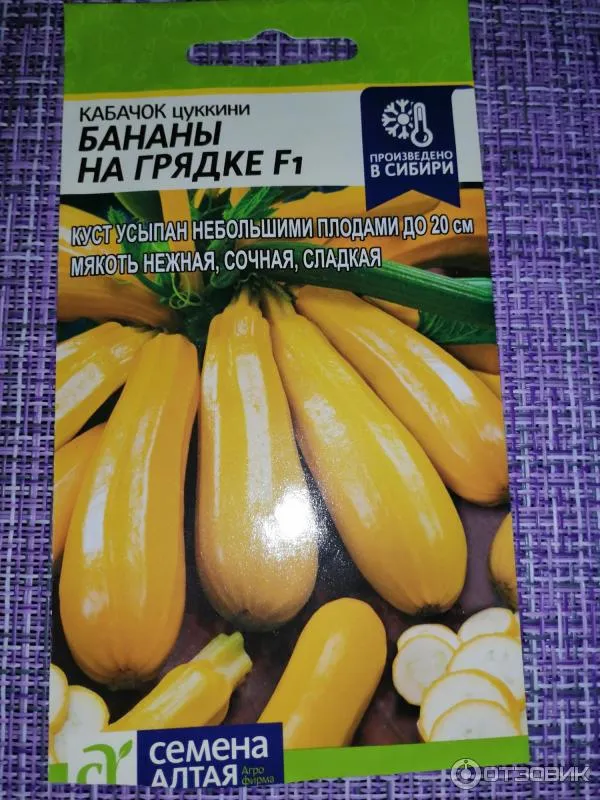 КАБАЧОК цуккини
БАНАНЫ
НА ГРЯДКЕ F1
ПРОИЗВЕДЕНО
В СИБИРИ
КУСТ УСЫПАН НЕБОЛЬШИМИ ПЛОДАМИ ДО 20 см
МЯКОТЬ НЕЖНАЯ, СОЧНАЯ, СЛАДКАЯ
семена
АЛТАЯ
Агро
фирма
ОТЗОВИК